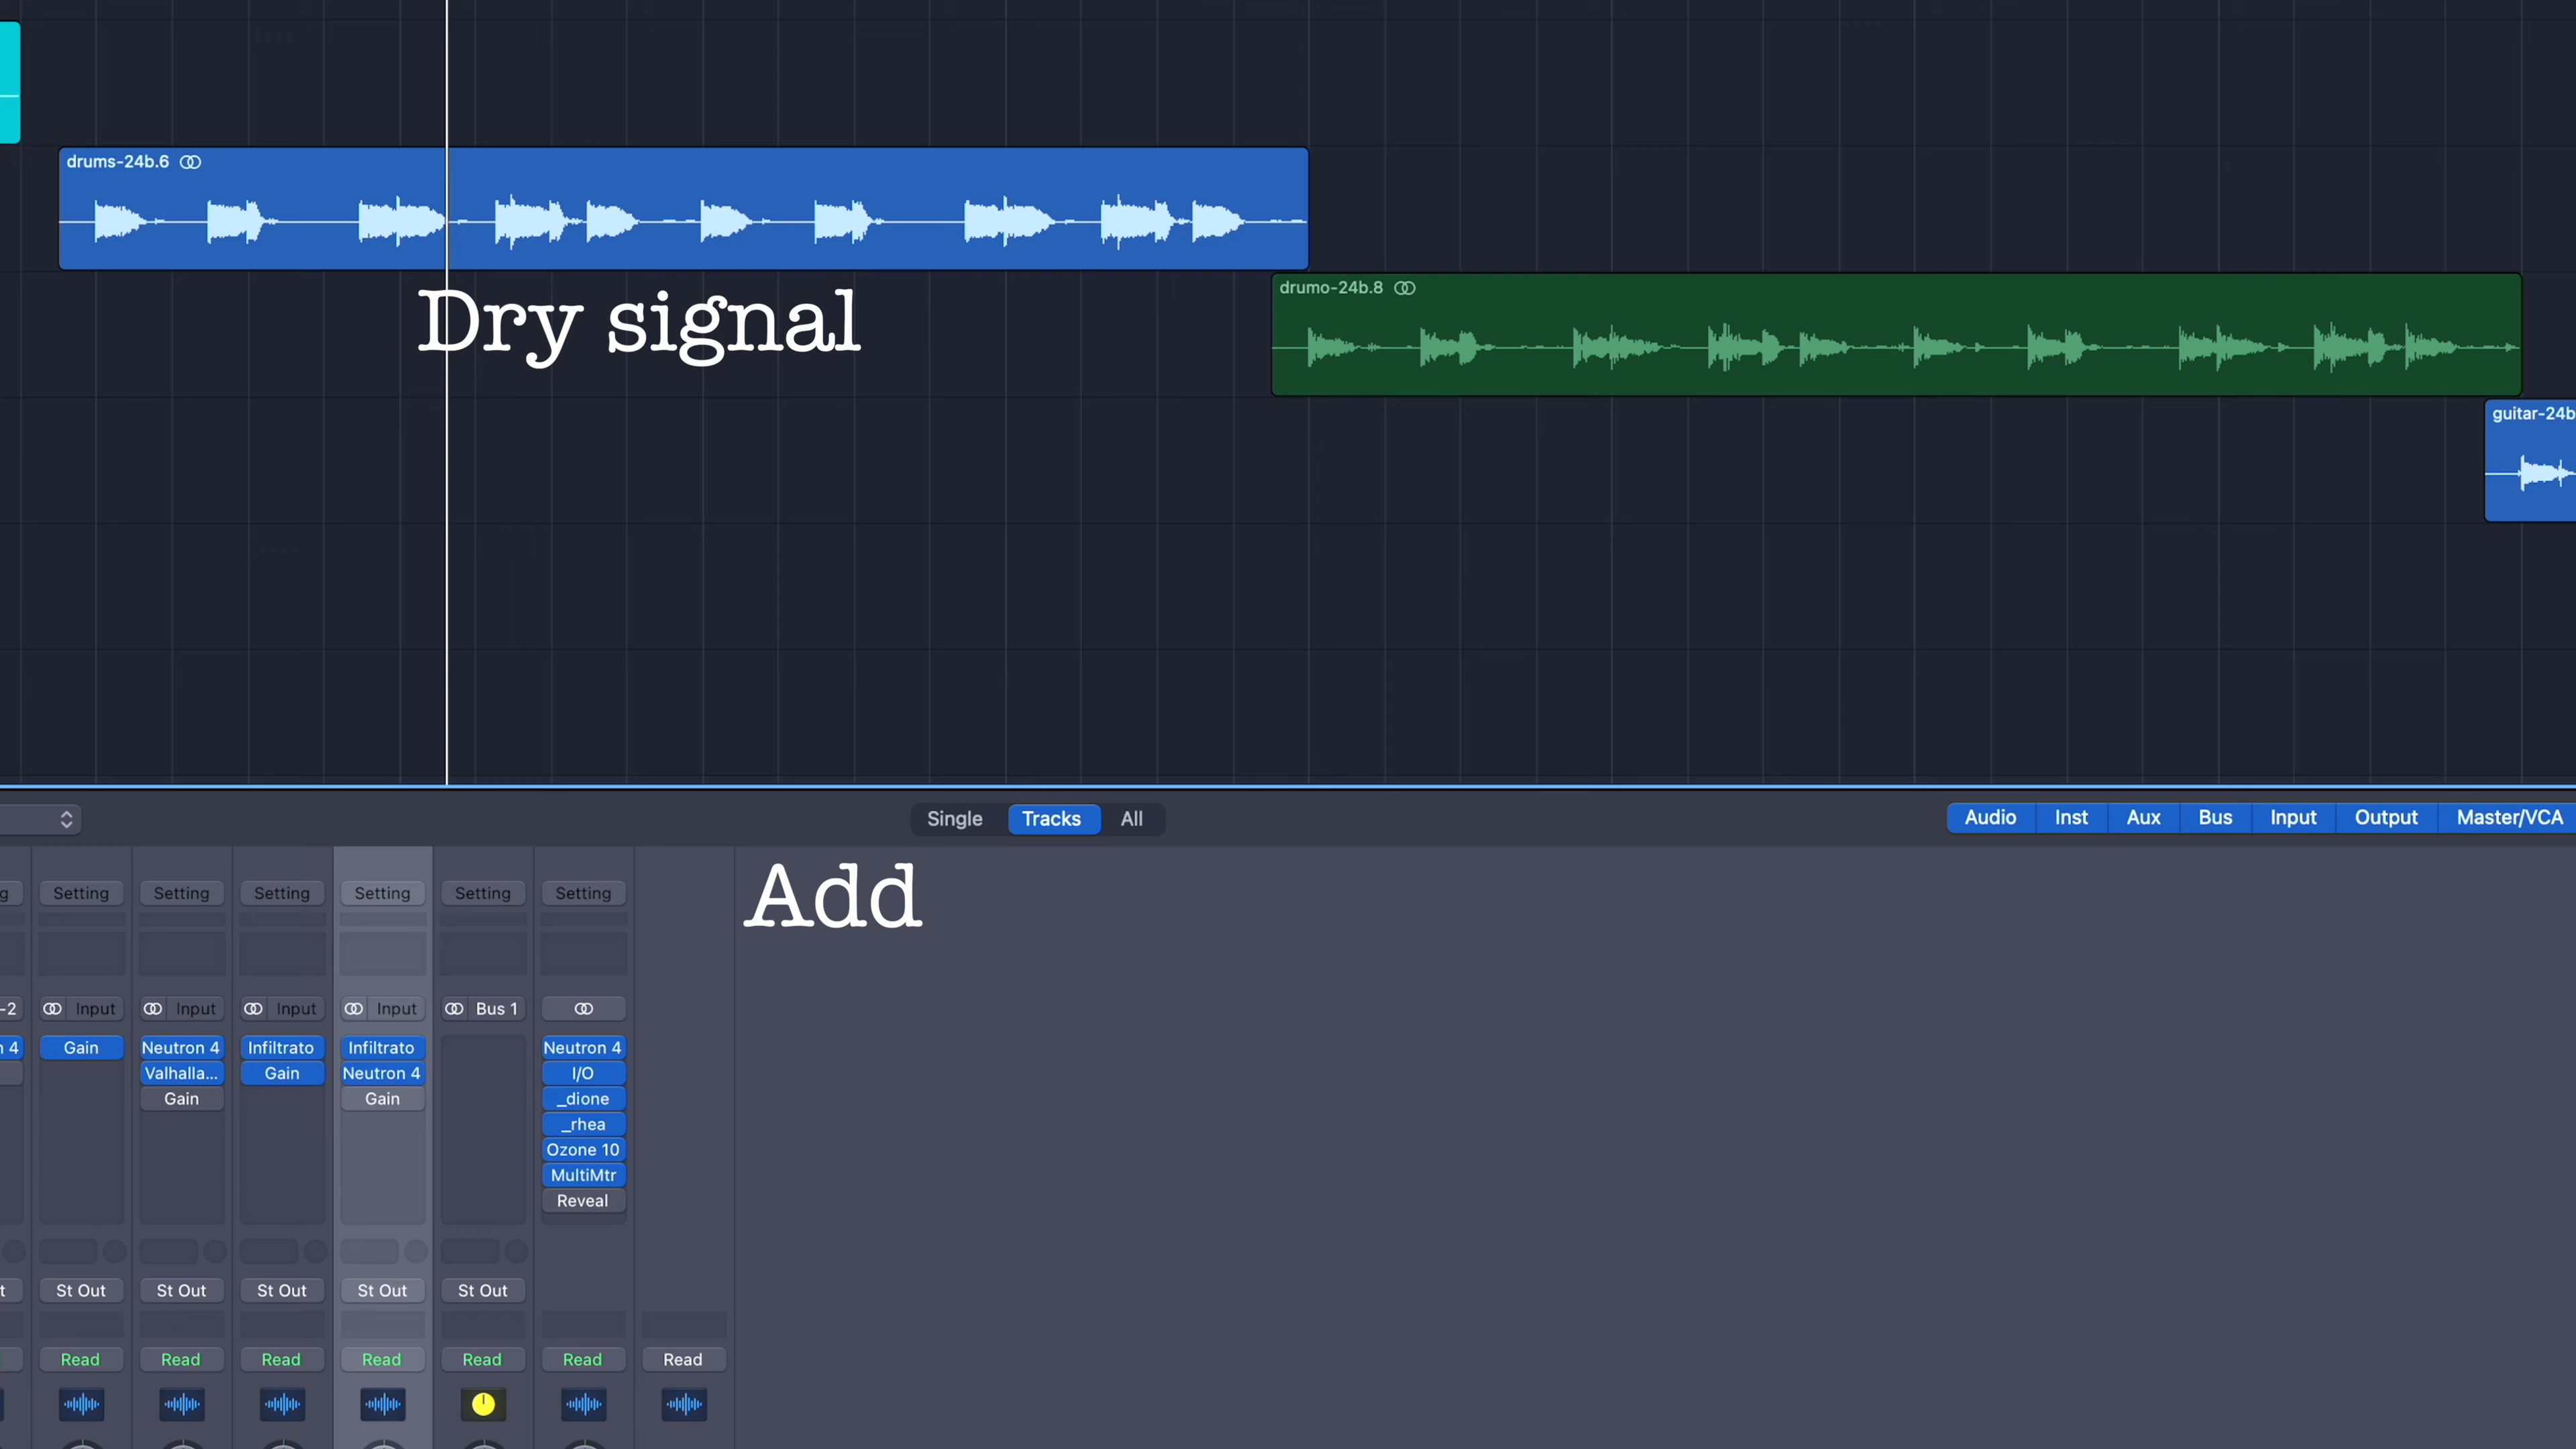 drums-24b.6
Dry signal
drumo-24b.8
guitar-24b
Single Tracks All
Audio Inst Aux Bus Input Output Master/VCA
Add
g Setting Setting Setting Setting Setting Setting
-2 Input Input Input Input Bus 1
n 4 Gain Neutron 4 Infiltrato Infiltrato Neutron 4
Valhalla... Gain Neutron 4 I/O
Gain Gain _dione
_rhea
Ozone 10
MultiMtr
Reveal
t St Out St Out St Out St Out St Out
Read Read Read Read Read Read Read